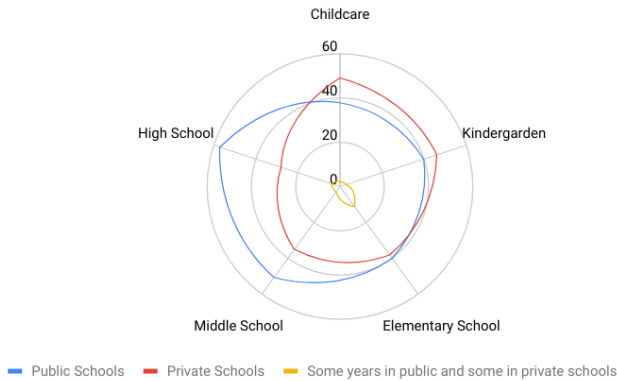 Childcare
60
40
20
0
High School
Kindergarden
Middle School
Elementary School
Public Schools
Private Schools
Some years in public and some in private schools